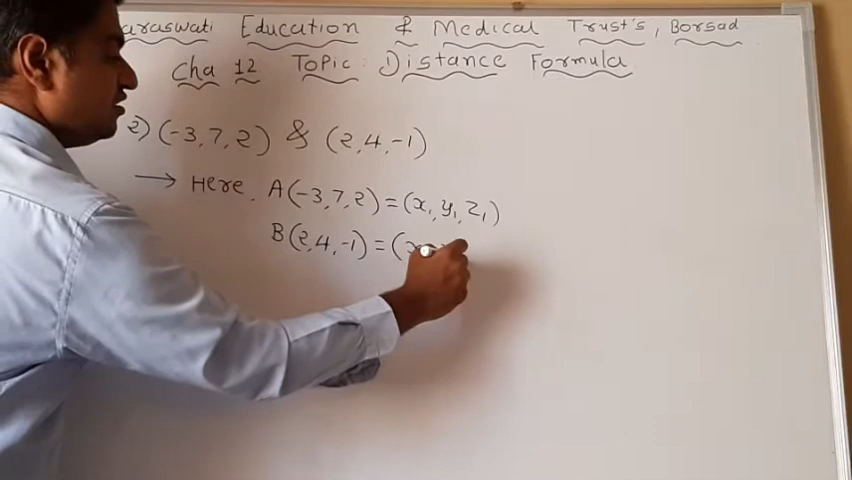 Education & Medical Trust's, Borsad
Cha 12 Topic: Distance Formula
2) (-3, 7, 2) & (2, 4, -1)
→ Here. A(-3, 7, 2) = (x₁, y₁, z₁)
B(2, 4, -1) = (x